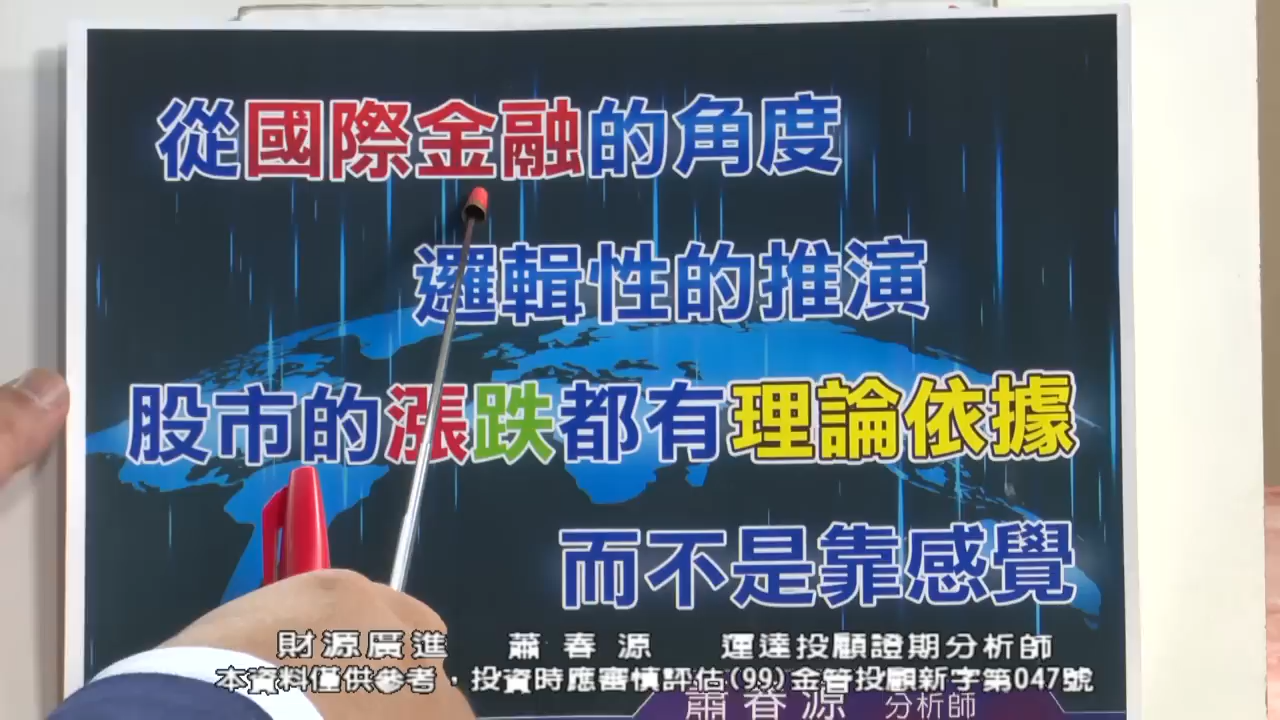 從國際金融的角度
邏輯性的推演
股市的漲跌都有理論依據
而不是靠感覺
財源廣進 蕭春源 運達投顧證期分析師
本資料僅供參考，投資時應審慎評估(99)金管投顧新字第047號
蕭春源 分析師